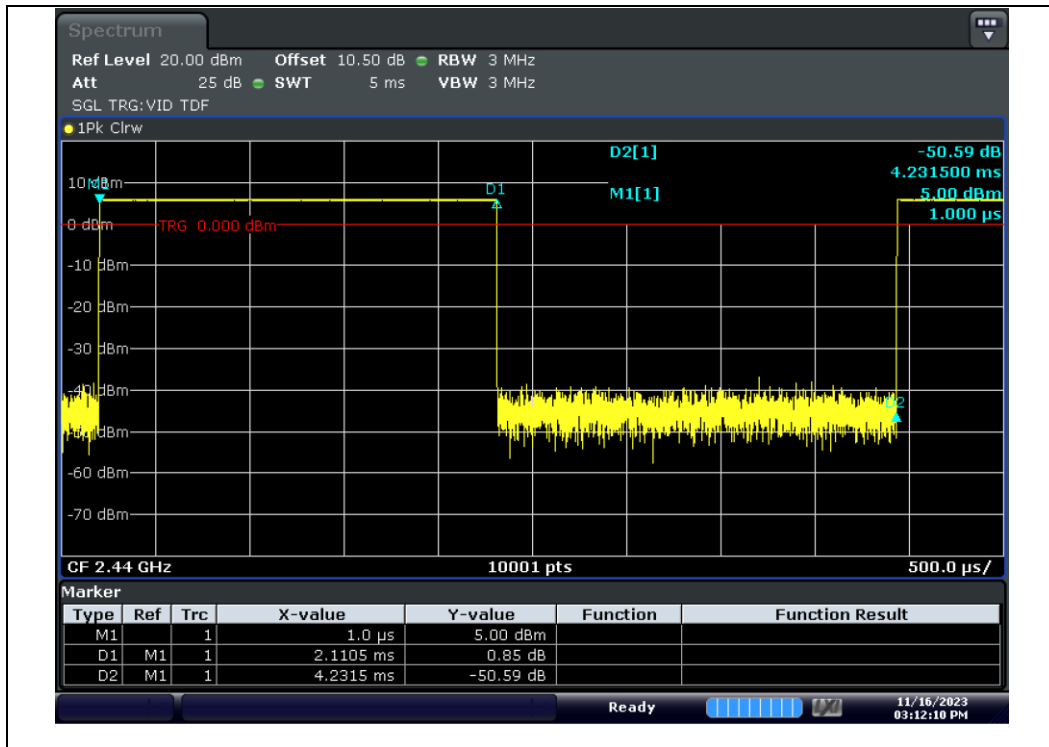 Spectrum
Ref Level 20.00 dBm Offset 10.50 dB RBW 3 MHz
Att 25 dB SWT 5 ms VBW 3 MHz
SGL TRG:VID TDF
1Pk Clrw
D2[1] -50.59 dB
4.231500 ms
M1[1] 5.00 dBm
1.000 µs
10 dBm
M1
D1
0 dBm
TRG 0.000 dBm
-10 dBm
-20 dBm
-30 dBm
-40 dBm
D2
dBm
-60 dBm
-70 dBm
CF 2.44 GHz 10001 pts 500.0 µs/
Marker
Type Ref Trc X-value Y-value Function Function Result
M1 1 1.0 µs 5.00 dBm
D1 M1 1 2.1105 ms 0.85 dB
D2 M1 1 4.2315 ms -50.59 dB
Ready
11/16/2023
03:12:10 PM